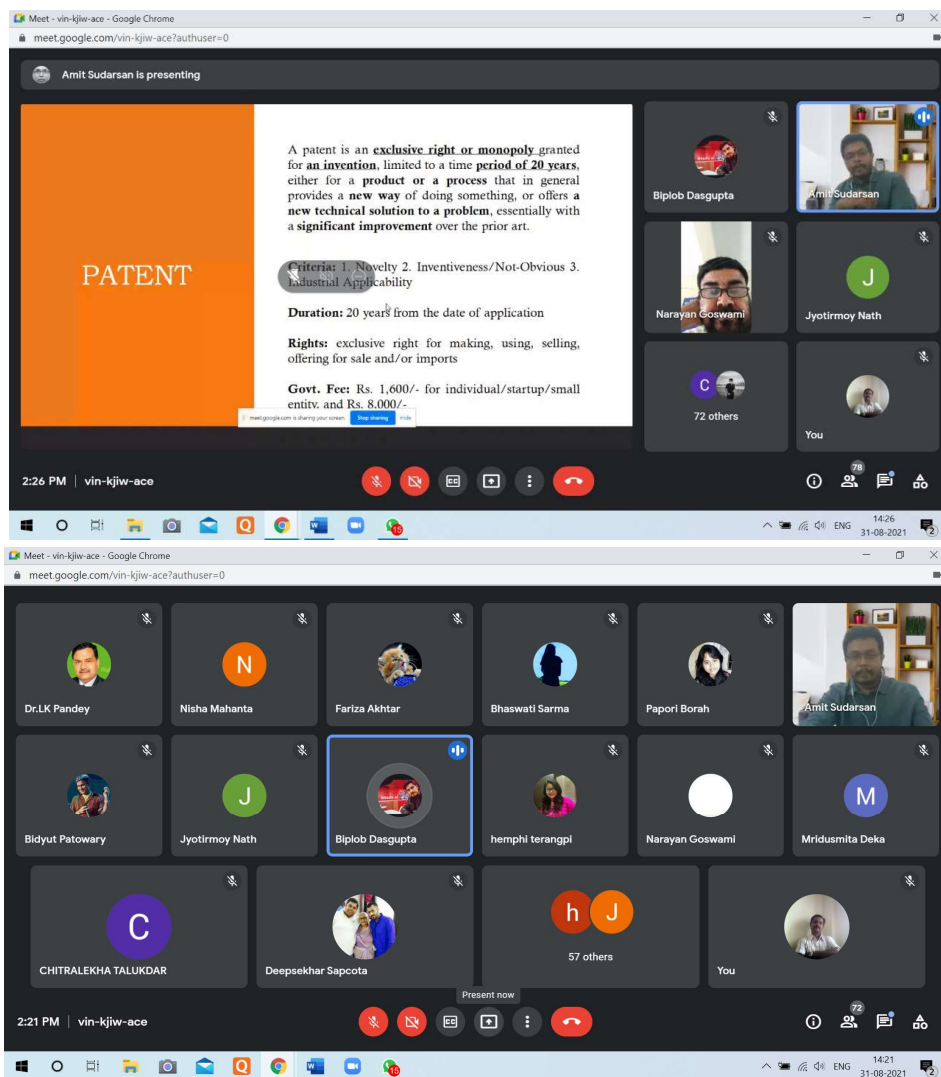 Meet - vin-kjiw-ace - Google Chrome
meet.google.com/vin-kjiw-ace?authuser=0
Amit Sudarsan is presenting
PATENT
A patent is an exclusive right or monopoly granted
for an invention, limited to a time period of 20 years,
either for a product or a process that in general
provides a new way of doing something, or offers a
new technical solution to a problem, essentially with
a significant improvement over the prior art.
Criteria: 1. Novelty 2. Inventiveness/Not-Obvious 3.
Industrial Applicability
Duration: 20 years from the date of application
Rights: exclusive right for making, using, selling,
offering for sale and/or imports
Govt. Fee: Rs. 1,600/- for individual/startup/small
entity, and Rs. 8,000/-
meet.google.com is sharing your screen. Stop sharing Hide
Biplob Dasgupta
Amit Sudarsan
Narayan Goswami
J
Jyotirmoy Nath
C
72 others
You
2:26 PM | vin-kjiw-ace
78
ENG
14:26
31-08-2021
2
15
Meet - vin-kjiw-ace - Google Chrome
meet.google.com/vin-kjiw-ace?authuser=0
Dr.LK Pandey
N
Nisha Mahanta
Fariza Akhtar
Bhaswati Sarma
Papori Borah
Amit Sudarsan
Bidyut Patowary
J
Jyotirmoy Nath
Biplob Dasgupta
hemphi terangpi
Narayan Goswami
M
Mridusmita Deka
C
CHITRALEKHA TALUKDAR
Deepsekhar Sapcota
h J
57 others
You
Present now
2:21 PM | vin-kjiw-ace
72
15
ENG
14:21
31-08-2021
2